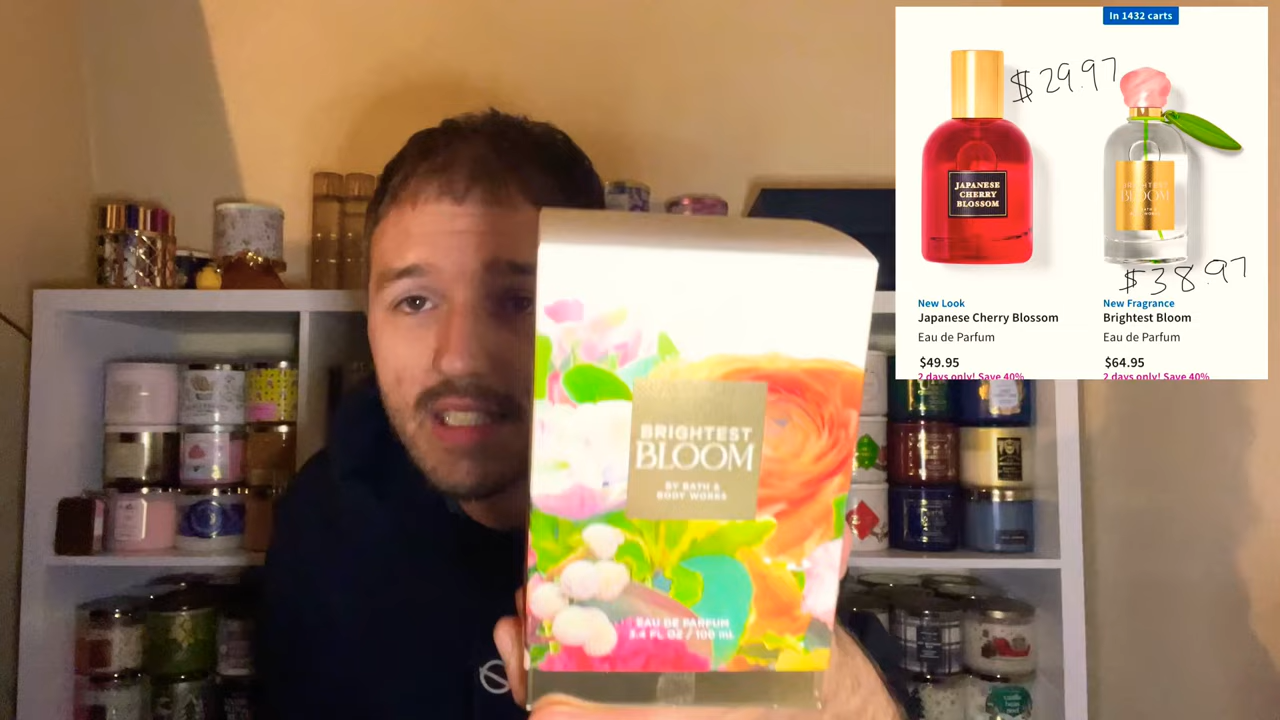 In 1432 carts
$29.97
JAPANESE
CHERRY
BLOSSOM
BRIGHTEST
BLOOM
$38.97
New Look
Japanese Cherry Blossom
Eau de Parfum
$49.95
2 days only! Save 40%
New Fragrance
Brightest Bloom
Eau de Parfum
$64.95
2 days only! Save 40%
BRIGHTEST
BLOOM
BY BATH &
BODY WORKS
EAU DE PARFUM
3.4 FL OZ / 100 mL